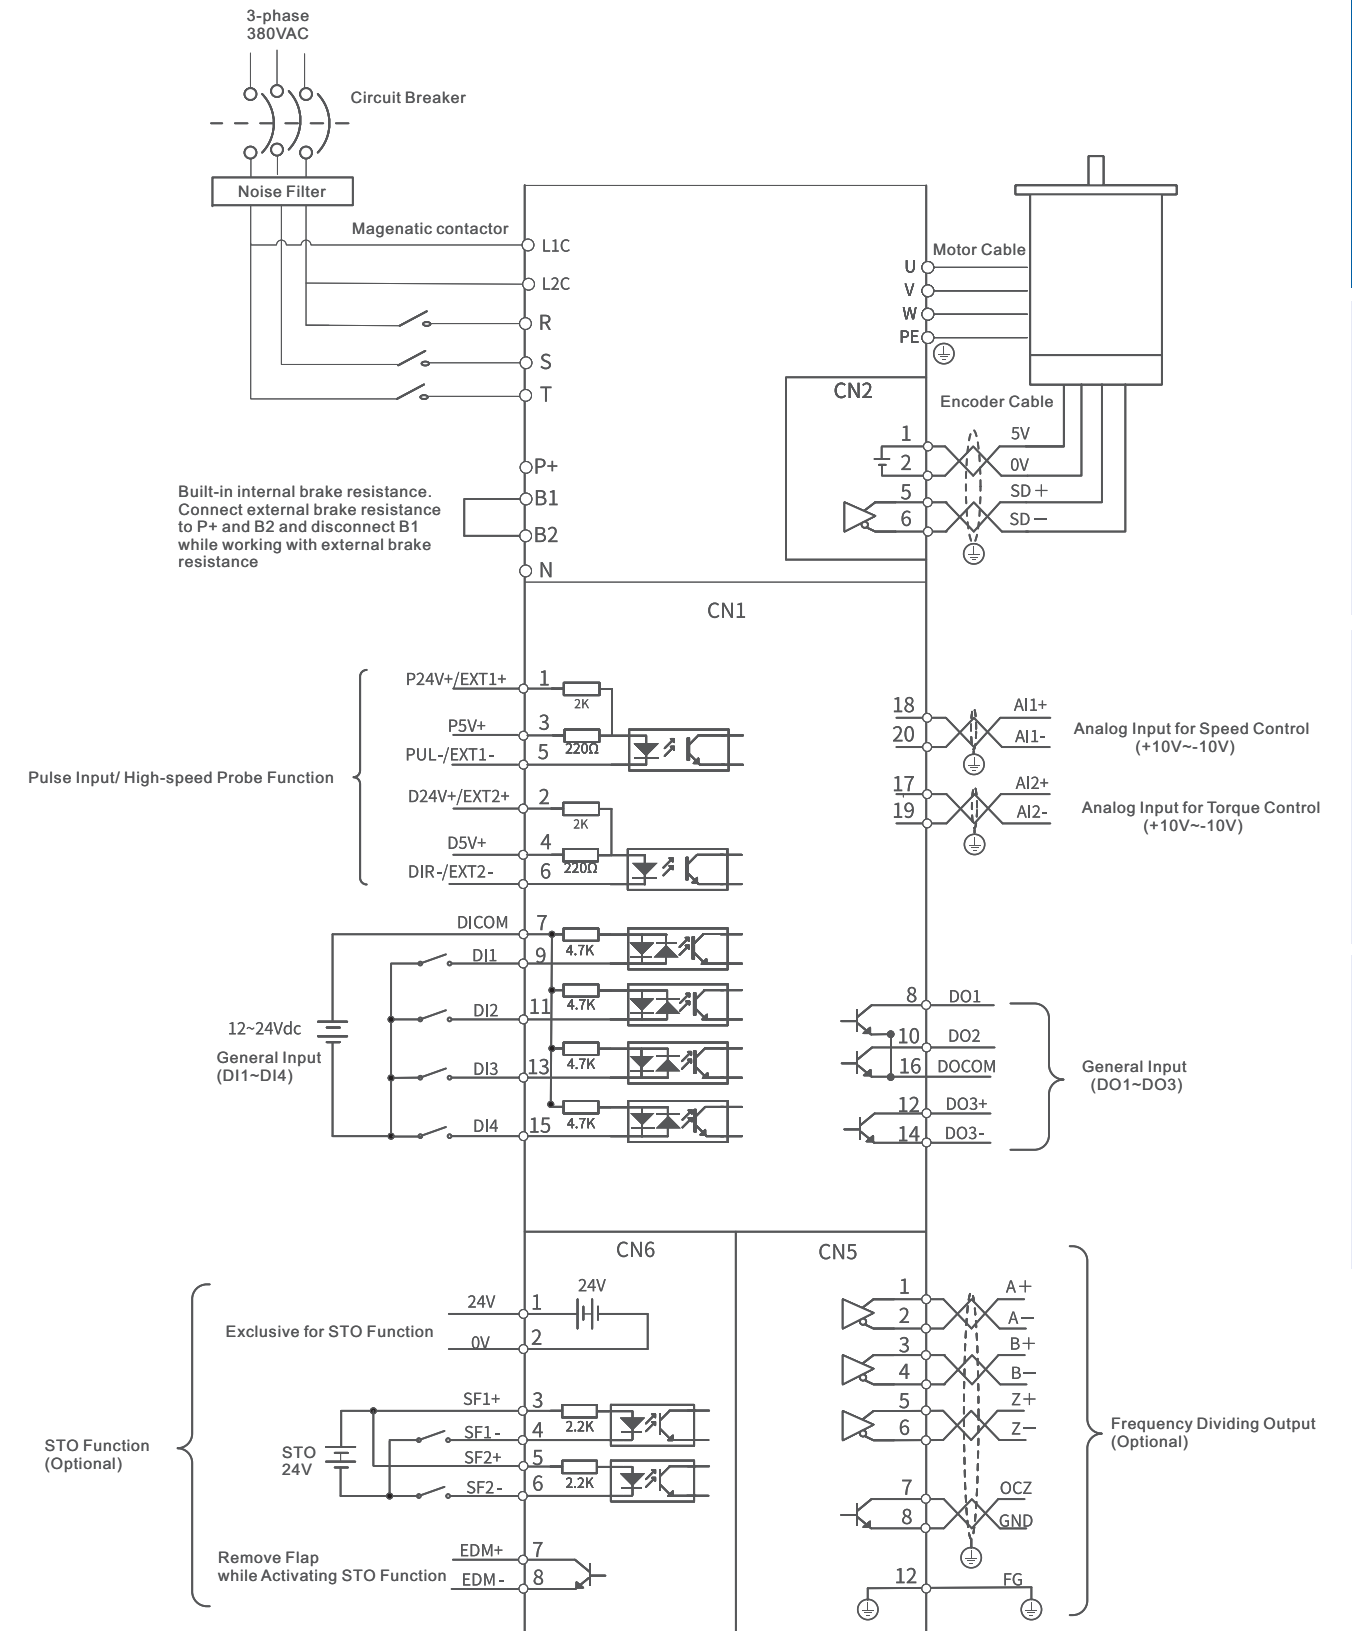 3-phase
380VAC
Circuit Breaker
Noise Filter
Magenatic contactor
L1C
L2C
R
S
T
P+
B1
B2
N
Built-in internal brake resistance.
Connect external brake resistance
to P+ and B2 and disconnect B1
while working with external brake
resistance
U
V
W
PE
Motor Cable
CN2
Encoder Cable
1
5V
2
0V
5
SD+
6
SD-
CN1
P24V+/EXT1+
1
2K
P5V+
3
220Ω
PUL-/EXT1-
5
Pulse Input/ High-speed Probe Function
D24V+/EXT2+
2
2K
D5V+
4
220Ω
DIR-/EXT2-
6
18
AI1+
20
AI1-
Analog Input for Speed Control
(+10V~-10V)
17
AI2+
19
AI2-
Analog Input for Torque Control
(+10V~-10V)
DICOM
7
4.7K
DI1
9
DI2
11
4.7K
DI3
13
4.7K
DI4
15
4.7K
12~24Vdc
General Input
(DI1~DI4)
8
DO1
10
DO2
16
DOCOM
12
DO3+
14
DO3-
General Input
(DO1~DO3)
CN6
CN5
24V
1
24V
0V
2
Exclusive for STO Function
SF1+
3
2.2K
SF1-
4
SF2+
5
2.2K
SF2-
6
STO
24V
STO Function
(Optional)
EDM+
7
EDM-
8
Remove Flap
while Activating STO Function
1
A+
2
A-
3
B+
4
B-
5
Z+
6
Z-
7
OCZ
8
GND
12
FG
Frequency Dividing Output
(Optional)